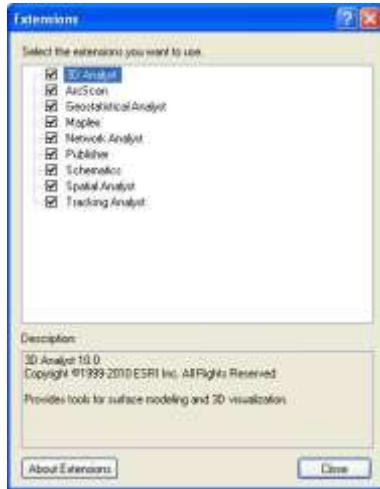 Extensions
Select the extensions you want to use.
3D Analyst
ArcScan
Geostatistical Analyst
Maplex
Network Analyst
Publisher
Schematics
Spatial Analyst
Tracking Analyst
Description:
3D Analyst 10.0
Copyright ©1999-2010 ESRI Inc. All Rights Reserved
Provides tools for surface modeling and 3D visualization.
About Extensions
Close